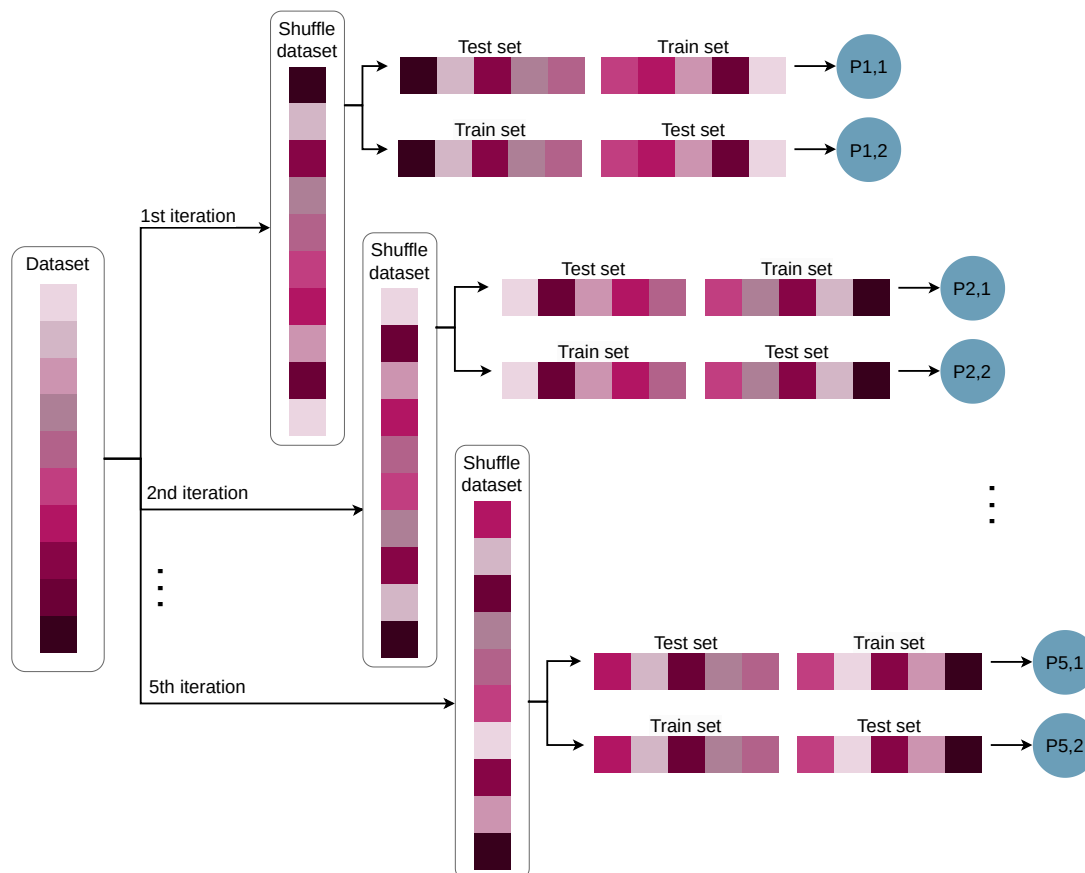 Shuffle
dataset
Test set
Train set
P1,1
Train set
Test set
P1,2
1st iteration
Dataset
Shuffle
dataset
Test set
Train set
P2,1
Train set
Test set
P2,2
2nd iteration
Shuffle
dataset
5th iteration
Test set
Train set
P5,1
Train set
Test set
P5,2